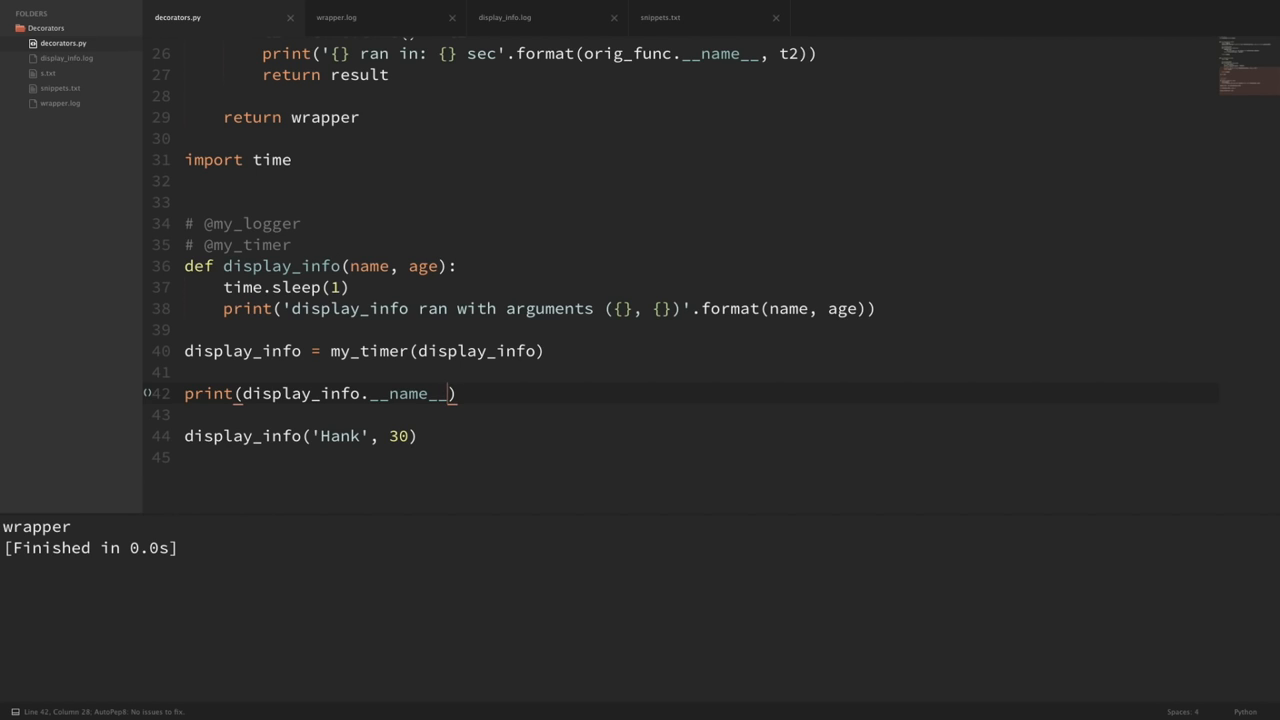 FOLDERS
Decorators
decorators.py
display_info.log
s.txt
snippets.txt
wrapper.log
decorators.py
wrapper.log
display_info.log
snippets.txt
26 print('{} ran in: {} sec'.format(orig_func.__name__, t2))
27 return result
28
29 return wrapper
30
31 import time
32
33
34 # @my_logger
35 # @my_timer
36 def display_info(name, age):
37 time.sleep(1)
38 print('display_info ran with arguments ({}, {})'.format(name, age))
39
40 display_info = my_timer(display_info)
41
42 print(display_info.__name__)
43
44 display_info('Hank', 30)
45
wrapper
[Finished in 0.0s]
Line 42, Column 28; AutoPep8: No issues to fix.
Spaces: 4
Python